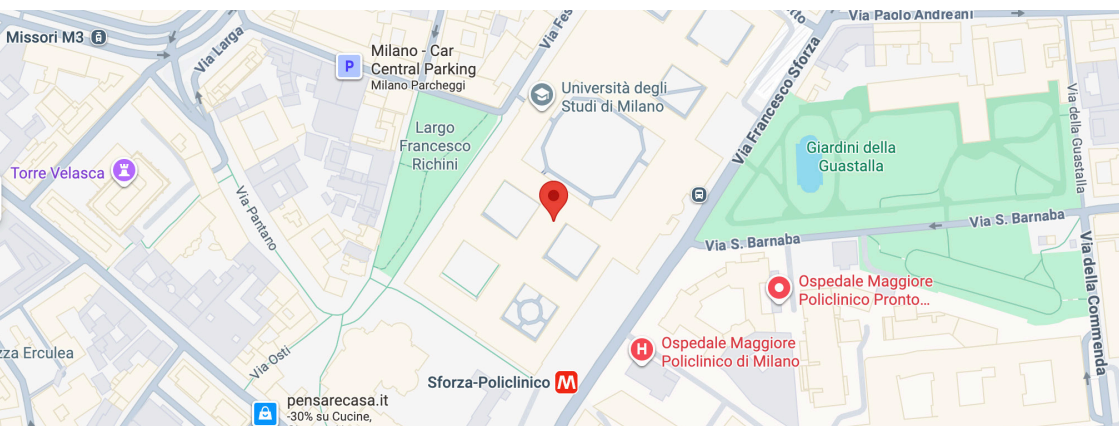 Via Paolo Andreani
Missori M3
Via Larga
Milano - Car
Central Parking
Milano Parcheggi
P
Via Fes
Via Francesco Sforza
Università degli
Studi di Milano
Largo
Francesco
Richini
Giardini della
Guastalla
Via della Guastalla
Torre Velasca
Via Pantano
Via S. Barnaba
Via S. Barnaba
Via della Commenda
Ospedale Maggiore
Policlinico Pronto...
H
Ospedale Maggiore
Policlinico di Milano
zza Erculea
Via Osti
Sforza-Policlinico
M
pensarecasa.it
-30% su Cucine,